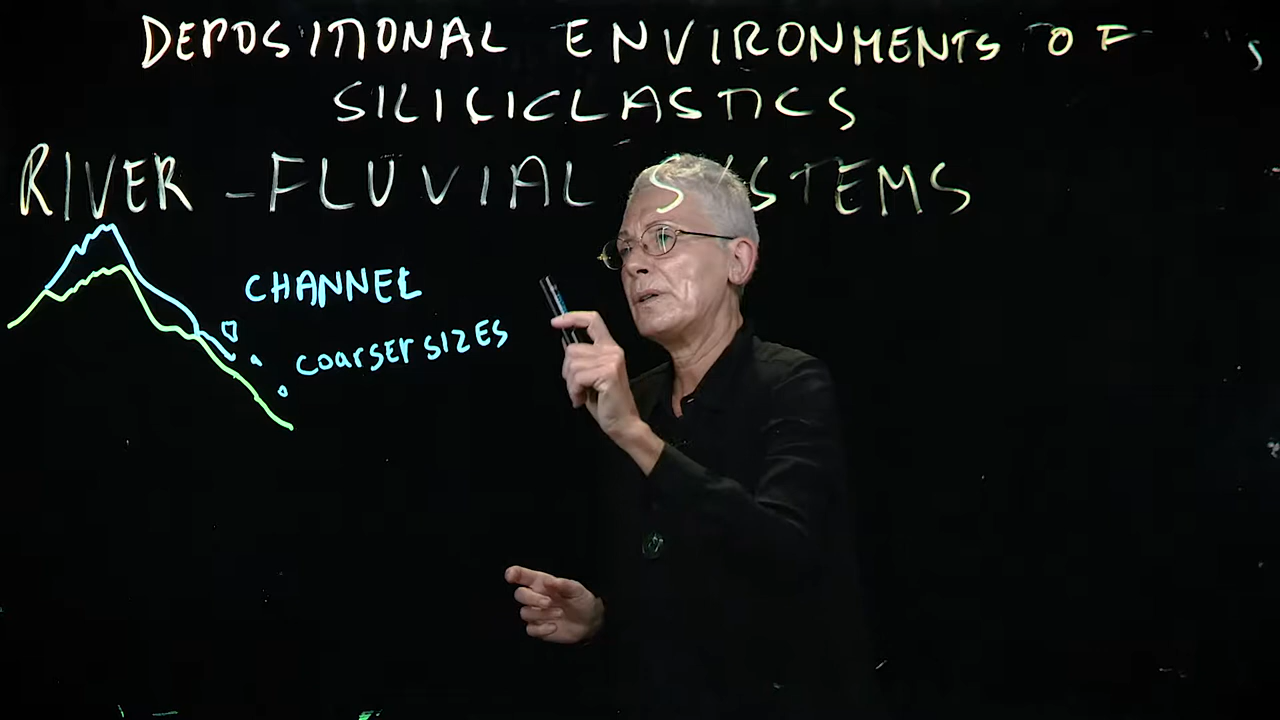 DEPOSITIONAL ENVIRONMENTS OF
SILICICLASTICS
RIVER - FLUVIAL SYSTEMS
CHANNEL
coarser sizes